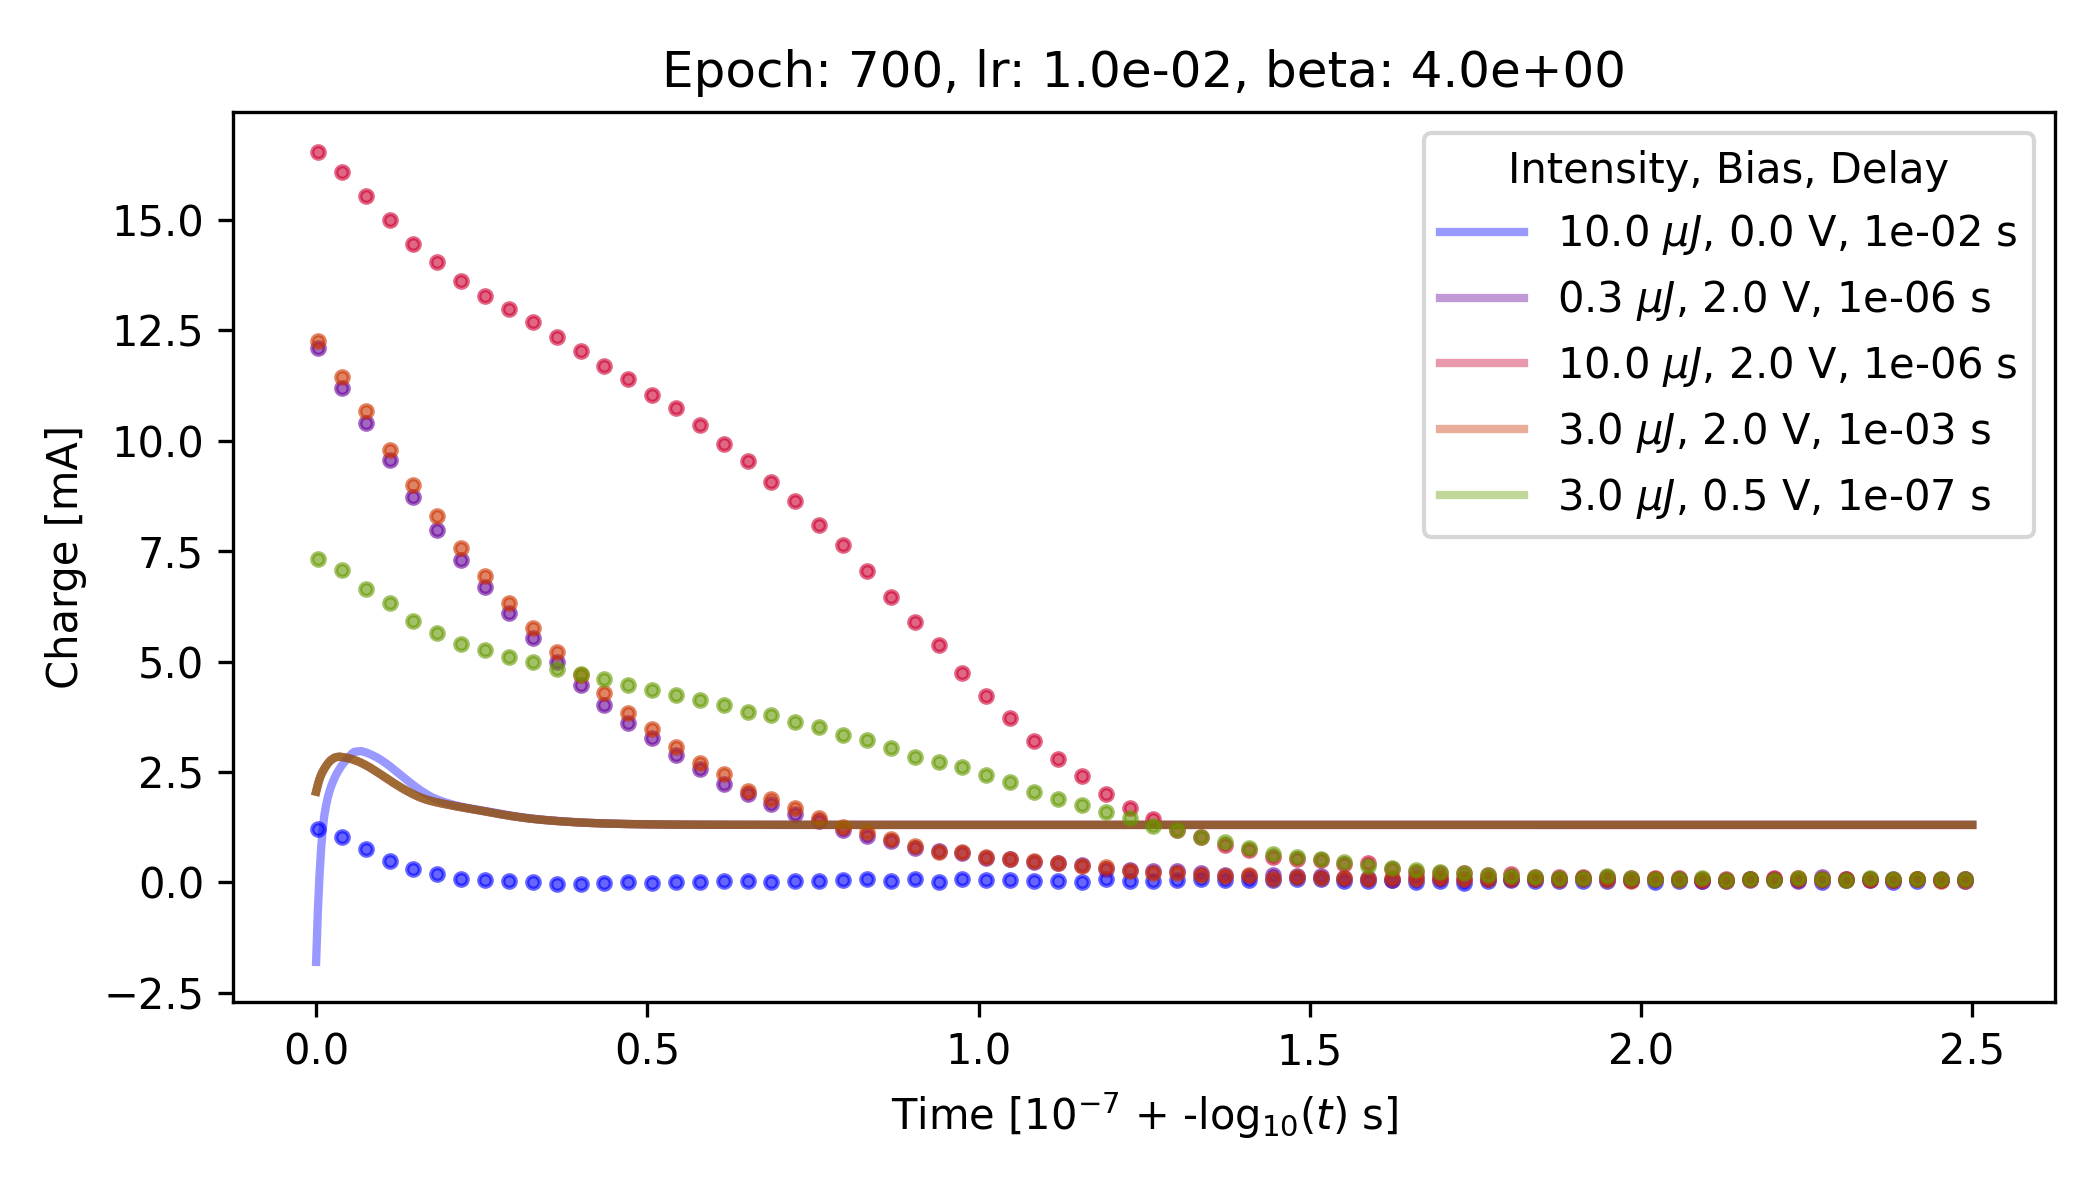 Epoch: 700, lr: 1.0e-02, beta: 4.0e+00
Intensity, Bias, Delay
10.0 μJ, 0.0 V, 1e-02 s
0.3 μJ, 2.0 V, 1e-06 s
10.0 μJ, 2.0 V, 1e-06 s
3.0 μJ, 2.0 V, 1e-03 s
3.0 μJ, 0.5 V, 1e-07 s
Charge [mA]
15.0
12.5
10.0
7.5
5.0
2.5
0.0
−2.5
0.0 0.5 1.0 1.5 2.0 2.5
Time [10⁻⁷ + -log₁₀(t) s]